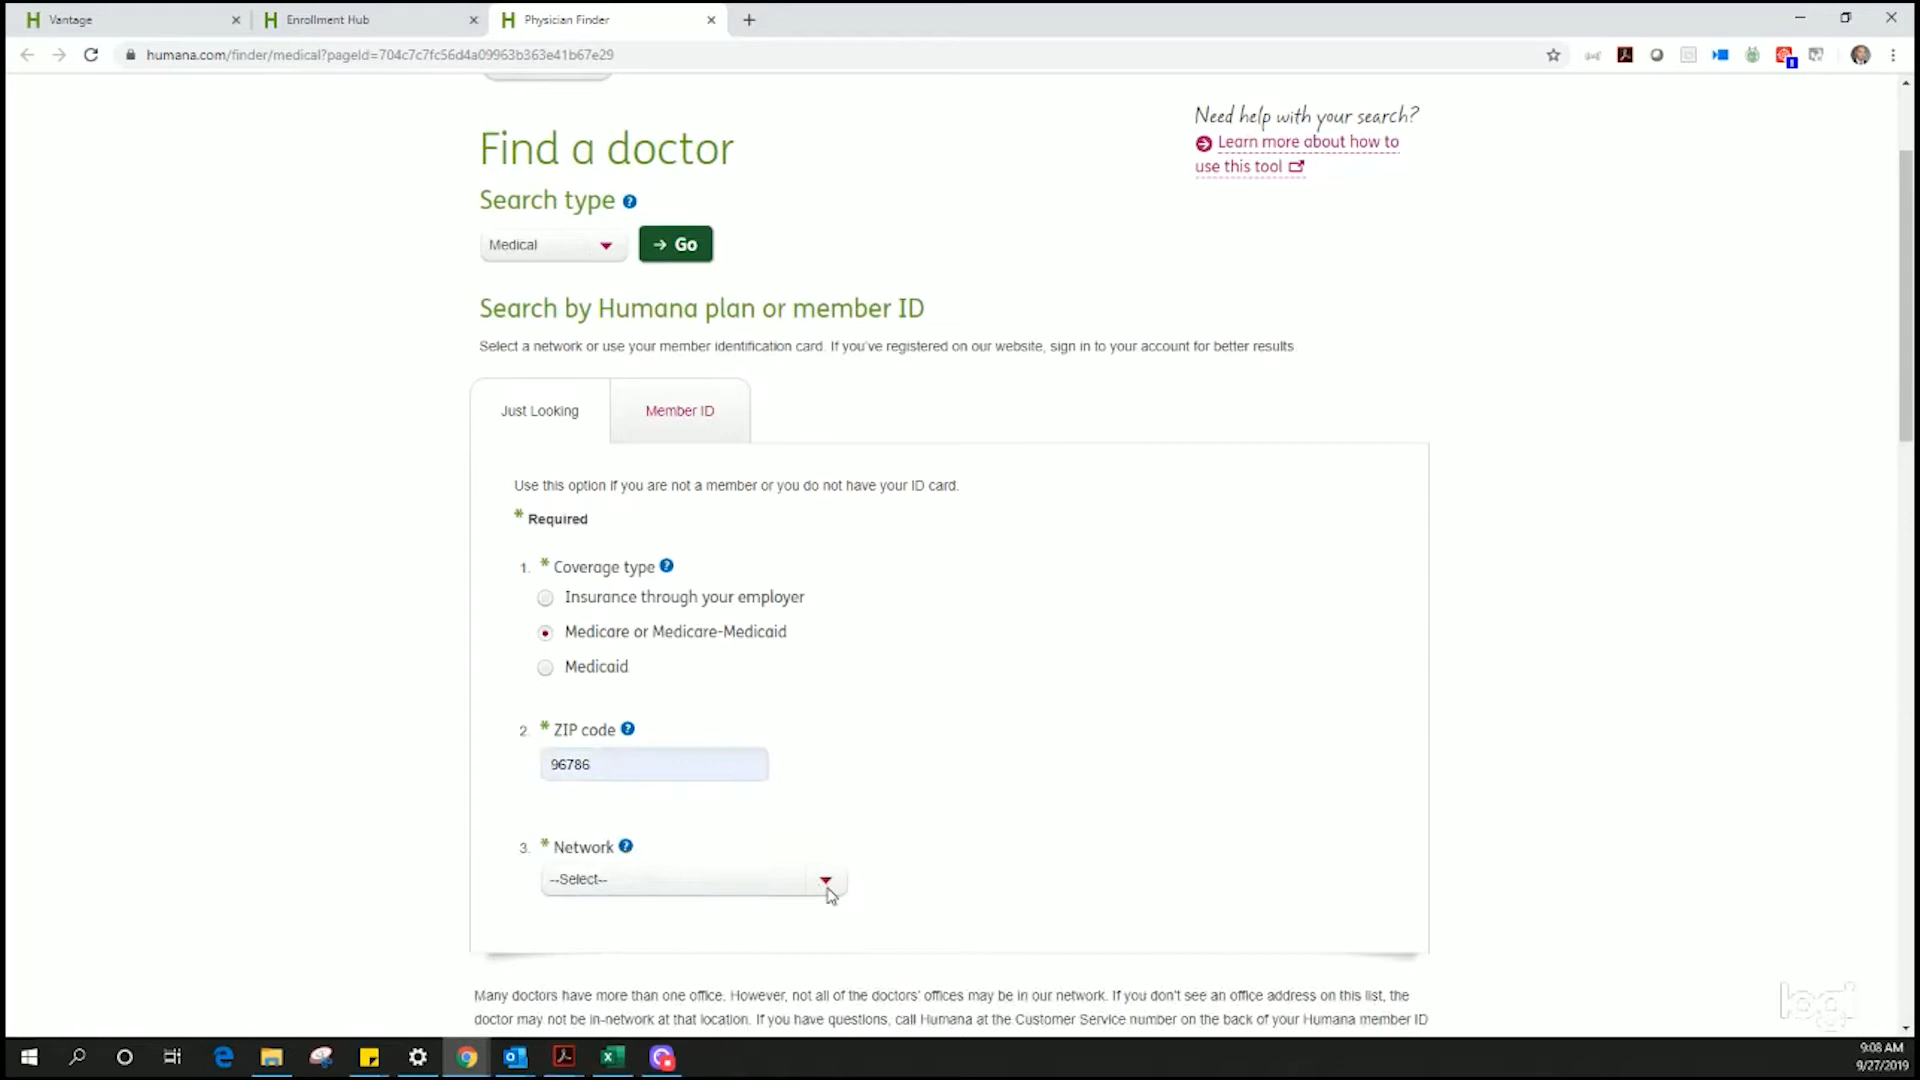 Vantage
Enrollment Hub
Physician Finder
humana.com/finder/medical?pageId=704c7c7fc56d4a09963b363e41b67e29
Need help with your search?
Learn more about how to
use this tool
Find a doctor
Search type ?
Medical
Go
Search by Humana plan or member ID
Select a network or use your member identification card. If you've registered on our website, sign in to your account for better results.
Just Looking
Member ID
Use this option if you are not a member or you do not have your ID card.
* Required
1. * Coverage type ?
Insurance through your employer
Medicare or Medicare-Medicaid
Medicaid
2. * ZIP code ?
96786
3. * Network ?
--Select--
Many doctors have more than one office. However, not all of the doctors' offices may be in our network. If you don't see an office address on this list, the
doctor may not be in-network at that location. If you have questions, call Humana at the Customer Service number on the back of your Humana member ID
logi
9:08 AM
9/27/2019